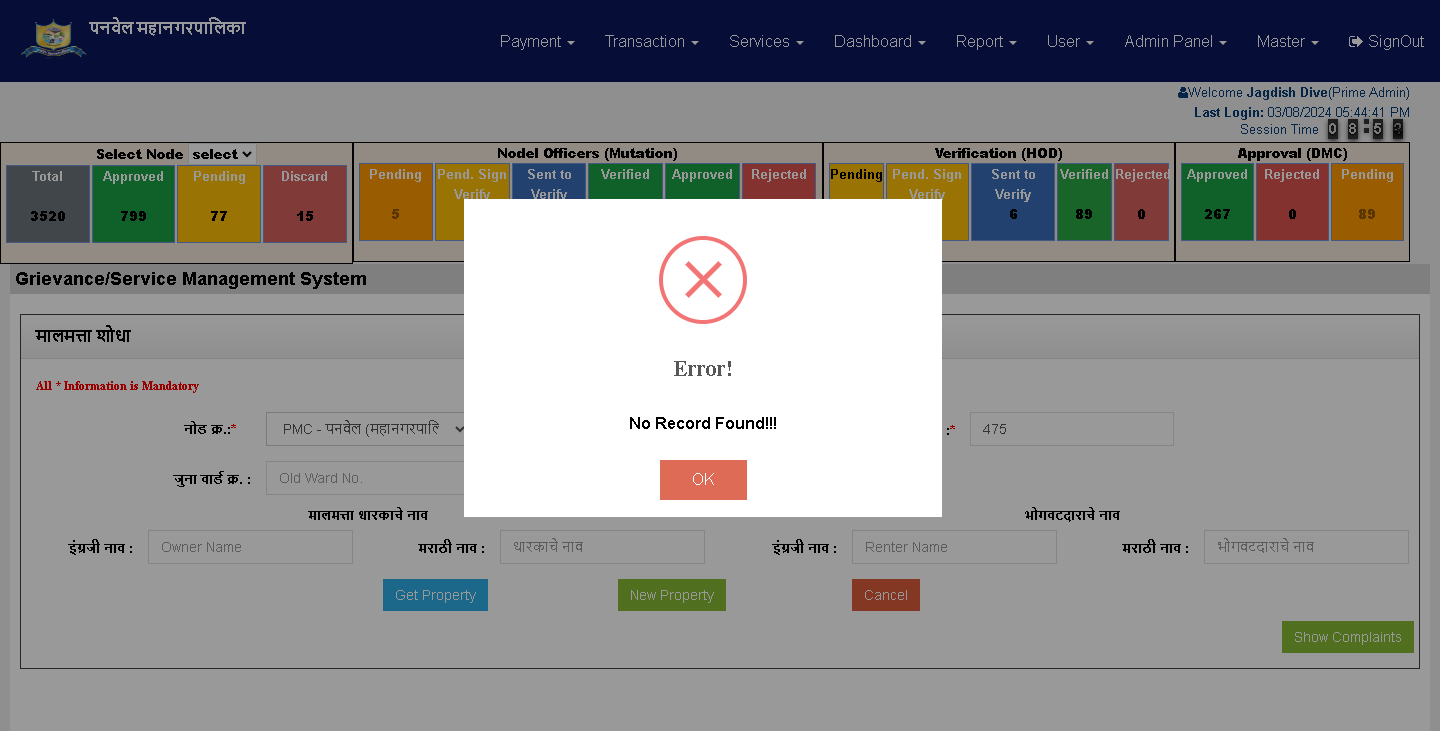 पनवेल महानगरपालिका
Payment Transaction Services Dashboard Report User Admin Panel Master SignOut
Welcome Jagdish Dive(Prime Admin)
Last Login: 03/08/2024 05:44:41 PM
Session Time 0 8 : 5
Select Node select
Total Approved Pending Discard
3520 799 77 15
Nodel Officers (Mutation)
Pending Pend. Sign Verify Sent to Verify Verified Approved Rejected
5
Verification (HOD)
Pending Pend. Sign Verify Sent to Verify Verified Rejected
6 89 0
Approval (DMC)
Approved Rejected Pending
267 0 89
Grievance/Service Management System
मालमत्ता शोधा
All * Information is Mandatory
नोड क्र.:* PMC - पनवेल (महानगरपालि :* 475
जुना वार्ड क्र. : Old Ward No.
मालमत्ता धारकाचे नाव भोगवटदाराचे नाव
इंग्रजी नाव : Owner Name मराठी नाव : धारकाचे नाव इंग्रजी नाव : Renter Name मराठी नाव : भोगवटदाराचे नाव
Get Property New Property Cancel
Show Complaints
Error!
No Record Found!!!
OK